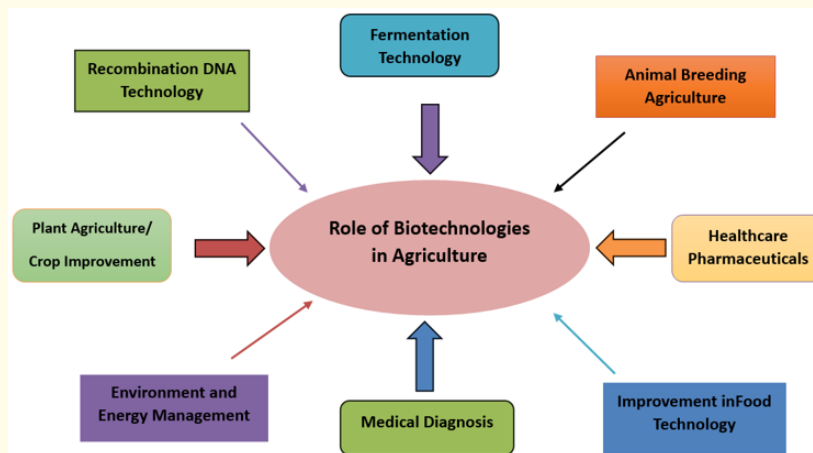 Fermentation
Technology
Recombination DNA
Technology
Animal Breeding
Agriculture
Role of Biotechnologies
in Agriculture
Plant Agriculture/
Crop Improvement
Healthcare
Pharmaceuticals
Environment and
Energy Management
Medical Diagnosis
Improvement inFood
Technology